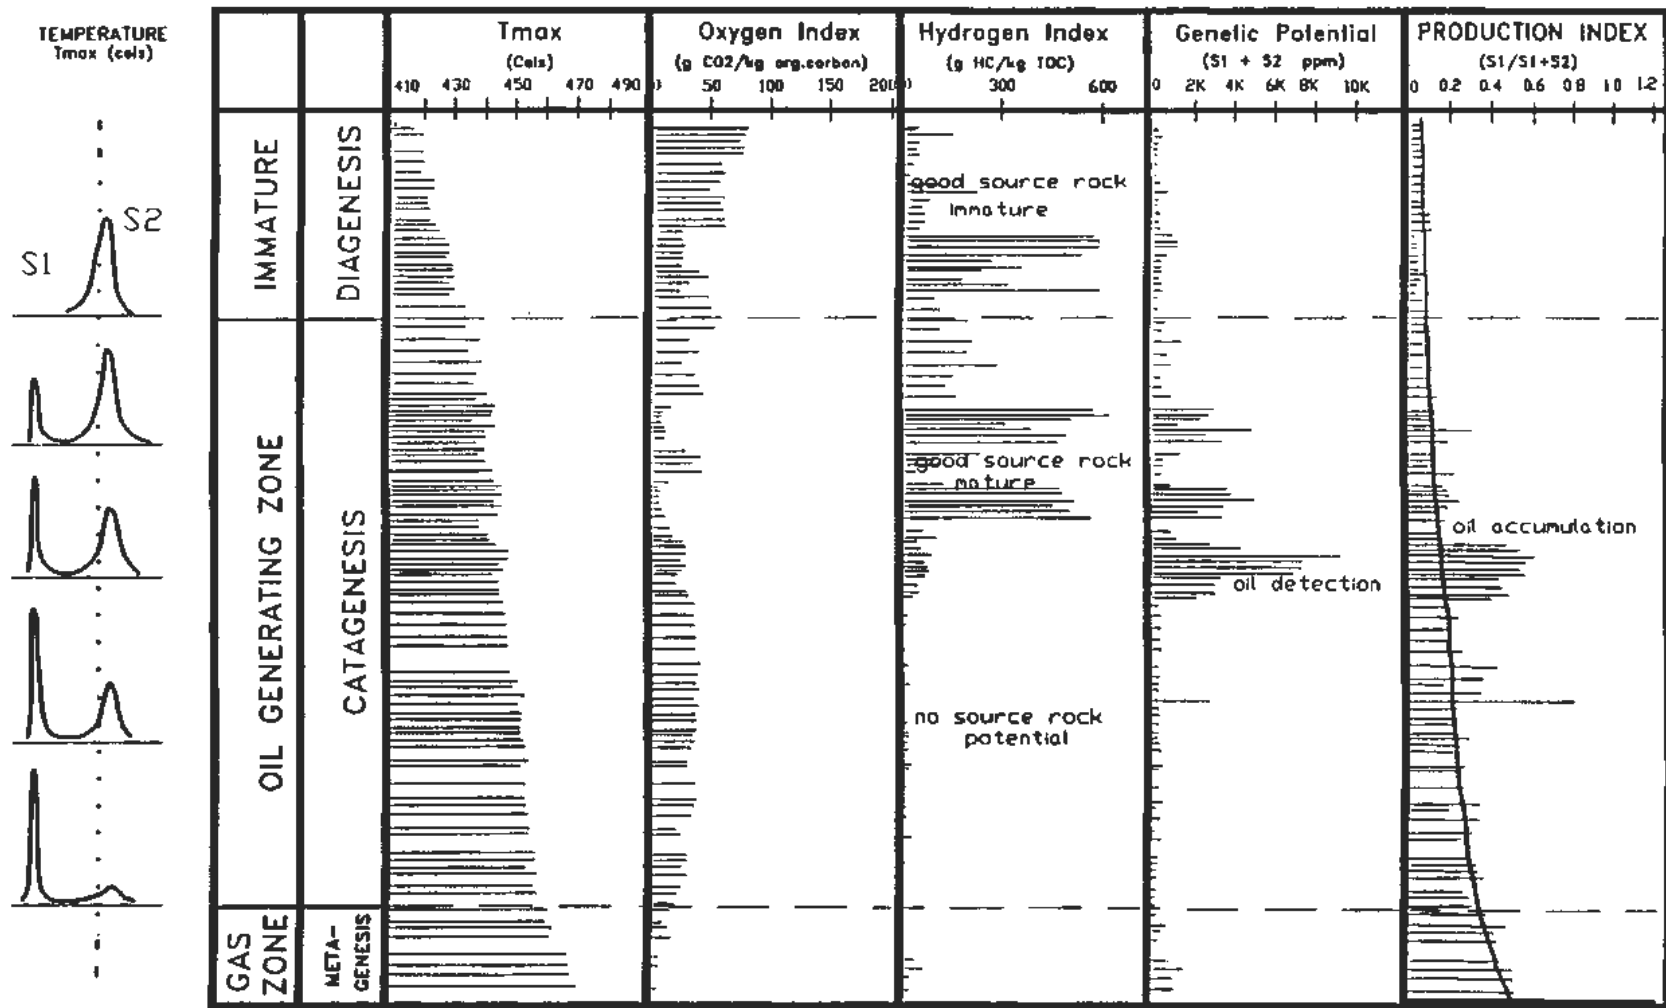 TEMPERATURE
Tmax (cels)
S1
S2
Tmax
(Cels)
410 430 450 470 490
Oxygen Index
(g CO2/kg org.carbon)
0 50 100 150 200
Hydrogen Index
(g HC/kg TOC)
0 300 600
Genetic Potential
(S1 + S2 ppm)
0 2K 4K 6K 8K 10K
PRODUCTION INDEX
(S1/S1+S2)
0 0.2 0.4 0.8 1.0 1.2
IMMATURE
DIAGENESIS
good source rock
Immature
OIL GENERATING ZONE
CATAGENESIS
good source rock
mature
oil accumulation
oil detection
no source rock
potential
GAS
ZONE
META-
GENESIS